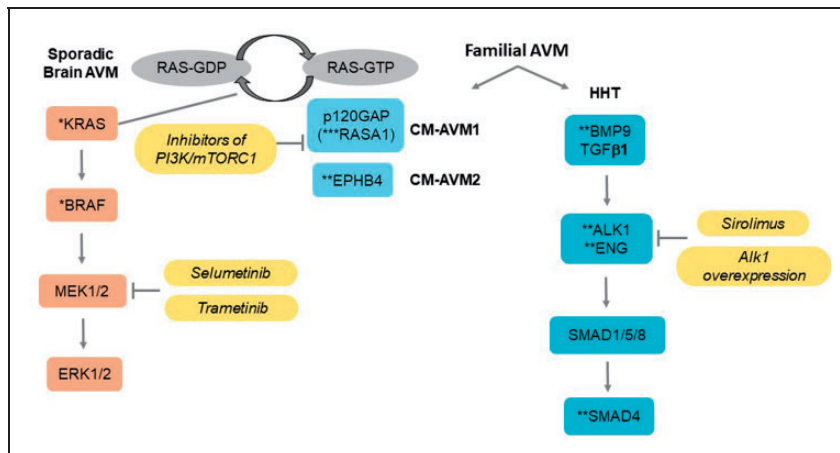 Sporadic
Brain AVM
RAS-GDP
RAS-GTP
Familial AVM
HHT
*KRAS
Inhibitors of
PI3K/mTORC1
p120GAP
(***RASA1)
CM-AVM1
**EPHB4
CM-AVM2
*BRAF
MEK1/2
Selumetinib
Trametinib
ERK1/2
**BMP9
TGFβ1
**ALK1
**ENG
Sirolimus
Alk1
overexpression
SMAD1/5/8
**SMAD4